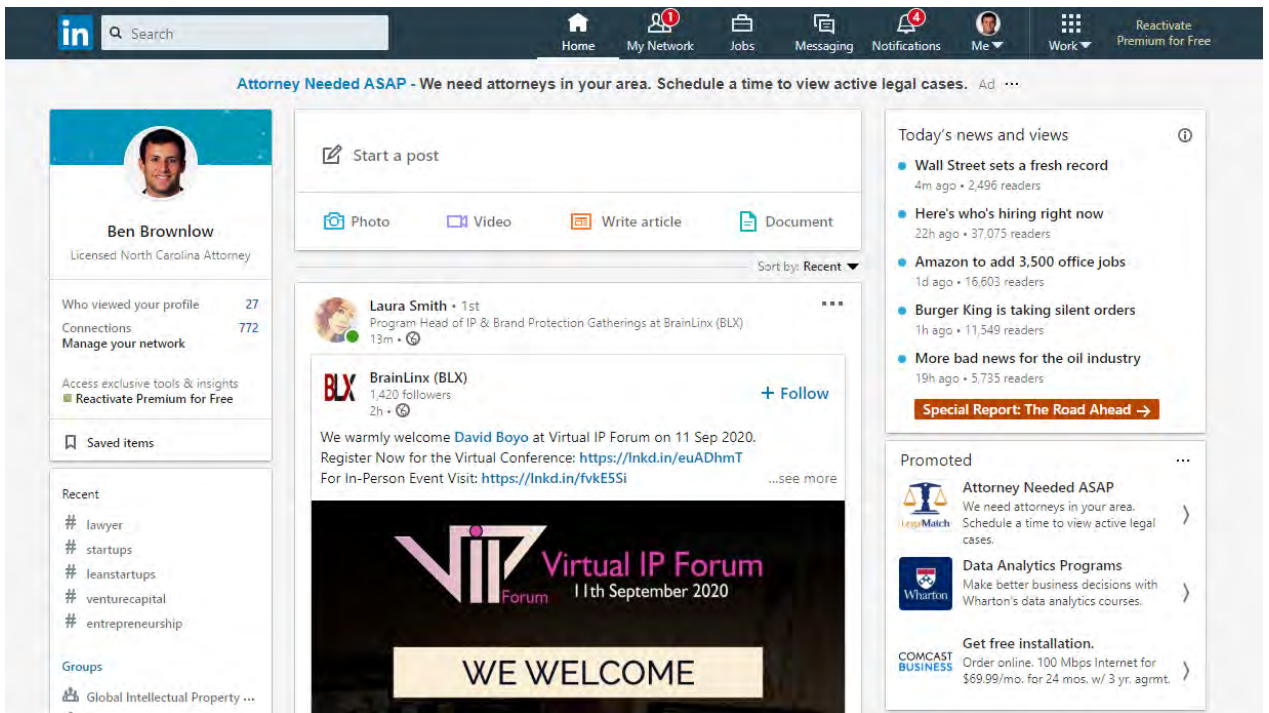 in
Search
1
4
Home
My Network
Jobs
Messaging
Notifications
Me
Work
Reactivate
Premium for Free
Attorney Needed ASAP - We need attorneys in your area. Schedule a time to view active legal cases. Ad ...
Ben Brownlow
Licensed North Carolina Attorney
Who viewed your profile 27
Connections 772
Manage your network
Access exclusive tools & insights
Reactivate Premium for Free
Saved items
Recent
# lawyer
# startups
# leanstartups
# venturecapital
# entrepreneurship
Groups
Global Intellectual Property ...
Start a post
Photo
Video
Write article
Document
Sort by: Recent
Laura Smith • 1st
Program Head of IP & Brand Protection Gatherings at BrainLinx (BLX)
13m •
BLX
BrainLinx (BLX)
1,420 followers
2h •
+ Follow
We warmly welcome David Boyo at Virtual IP Forum on 11 Sep 2020.
Register Now for the Virtual Conference: https://lnkd.in/euADhmT
For In-Person Event Visit: https://lnkd.in/fvkE5Si
...see more
VIP
Forum
Virtual IP Forum
11th September 2020
WE WELCOME
Today's news and views
• Wall Street sets a fresh record
4m ago • 2,496 readers
• Here's who's hiring right now
22h ago • 37,075 readers
• Amazon to add 3,500 office jobs
1d ago • 16,603 readers
• Burger King is taking silent orders
1h ago • 11,549 readers
• More bad news for the oil industry
19h ago • 5,735 readers
Special Report: The Road Ahead →
Promoted ...
LegalMatch
Attorney Needed ASAP
We need attorneys in your area.
Schedule a time to view active legal
cases.
Wharton
Data Analytics Programs
Make better business decisions with
Wharton's data analytics courses.
COMCAST
BUSINESS
Get free installation.
Order online. 100 Mbps Internet for
$69.99/mo. for 24 mos. w/ 3 yr. agrmt.